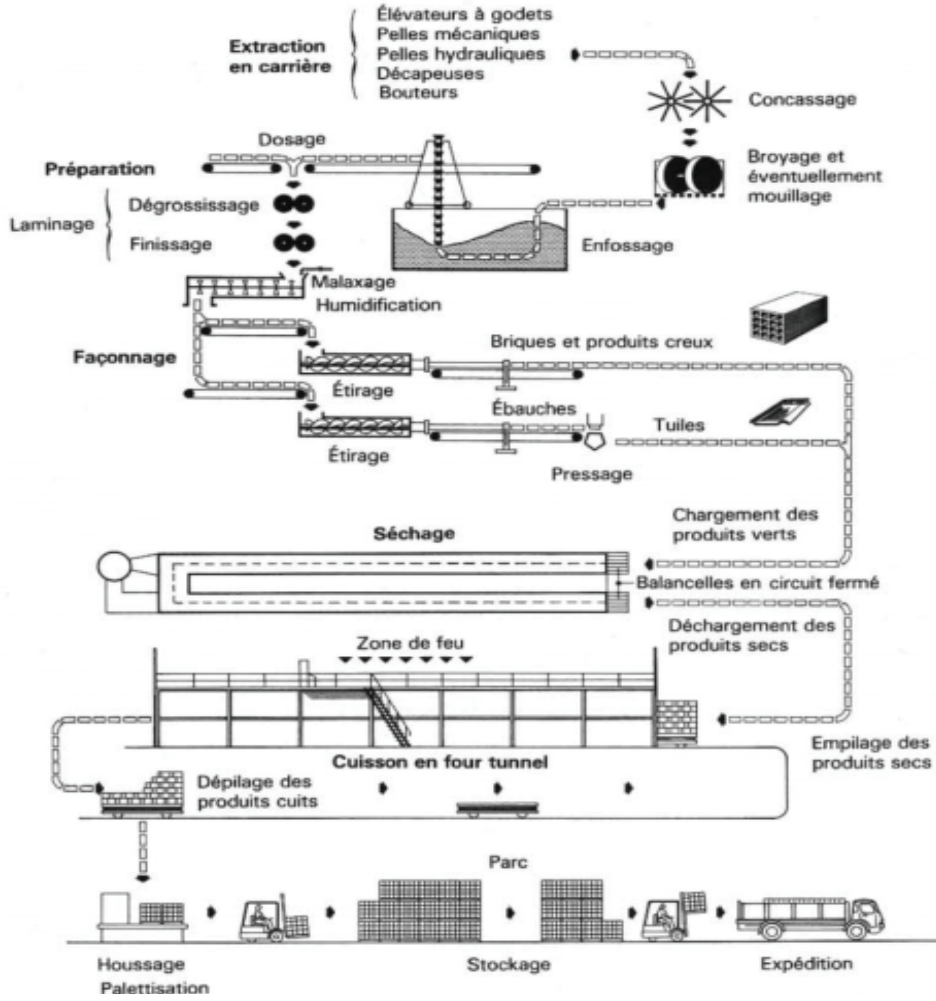 Élévateurs à godets
Pelles mécaniques
Extraction
en carrière
Pelles hydrauliques
Décapeuses
Bouteurs
Concassage
Dosage
Préparation
Broyage et
éventuellement
mouillage
Laminage
Dégrossissage
Finissage
Enfossage
Malaxage
Humidification
Façonnage
Briques et produits creux
Étirage
Ébauches
Tuiles
Étirage
Pressage
Chargement des
produits verts
Séchage
Balancelles en circuit fermé
Déchargement des
produits secs
Zone de feu
Empilage des
produits secs
Cuisson en four tunnel
Dépilage des
produits cuits
Parc
Houssage
Palettisation
Stockage
Expédition